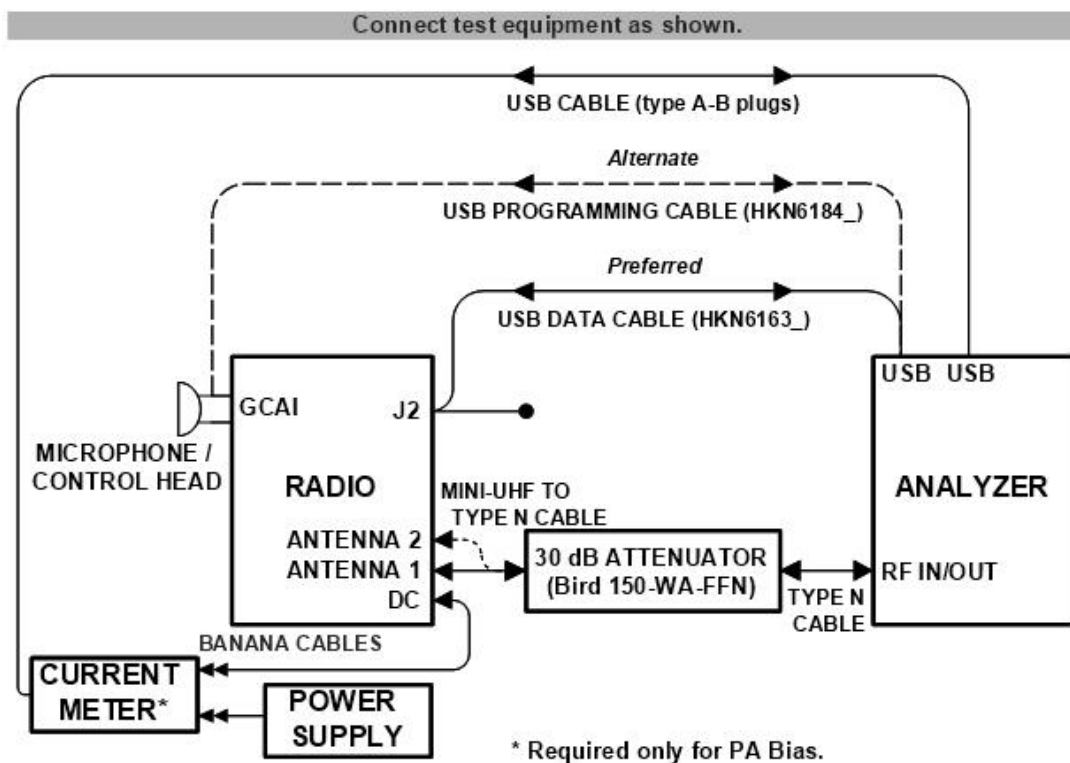 Connect test equipment as shown.
USB CABLE (type A-B plugs)
Alternate
USB PROGRAMMING CABLE (HKN6184_)
Preferred
USB DATA CABLE (HKN6163_)
USB USB
GCAI
J2
MICROPHONE /
CONTROL HEAD
RADIO
ANALYZER
MINI-UHF TO
TYPE N CABLE
ANTENNA 2
ANTENNA 1
DC
30 dB ATTENUATOR
(Bird 150-WA-FFN)
RF IN/OUT
TYPE N
CABLE
BANANA CABLES
CURRENT
METER*
POWER
SUPPLY
* Required only for PA Bias.